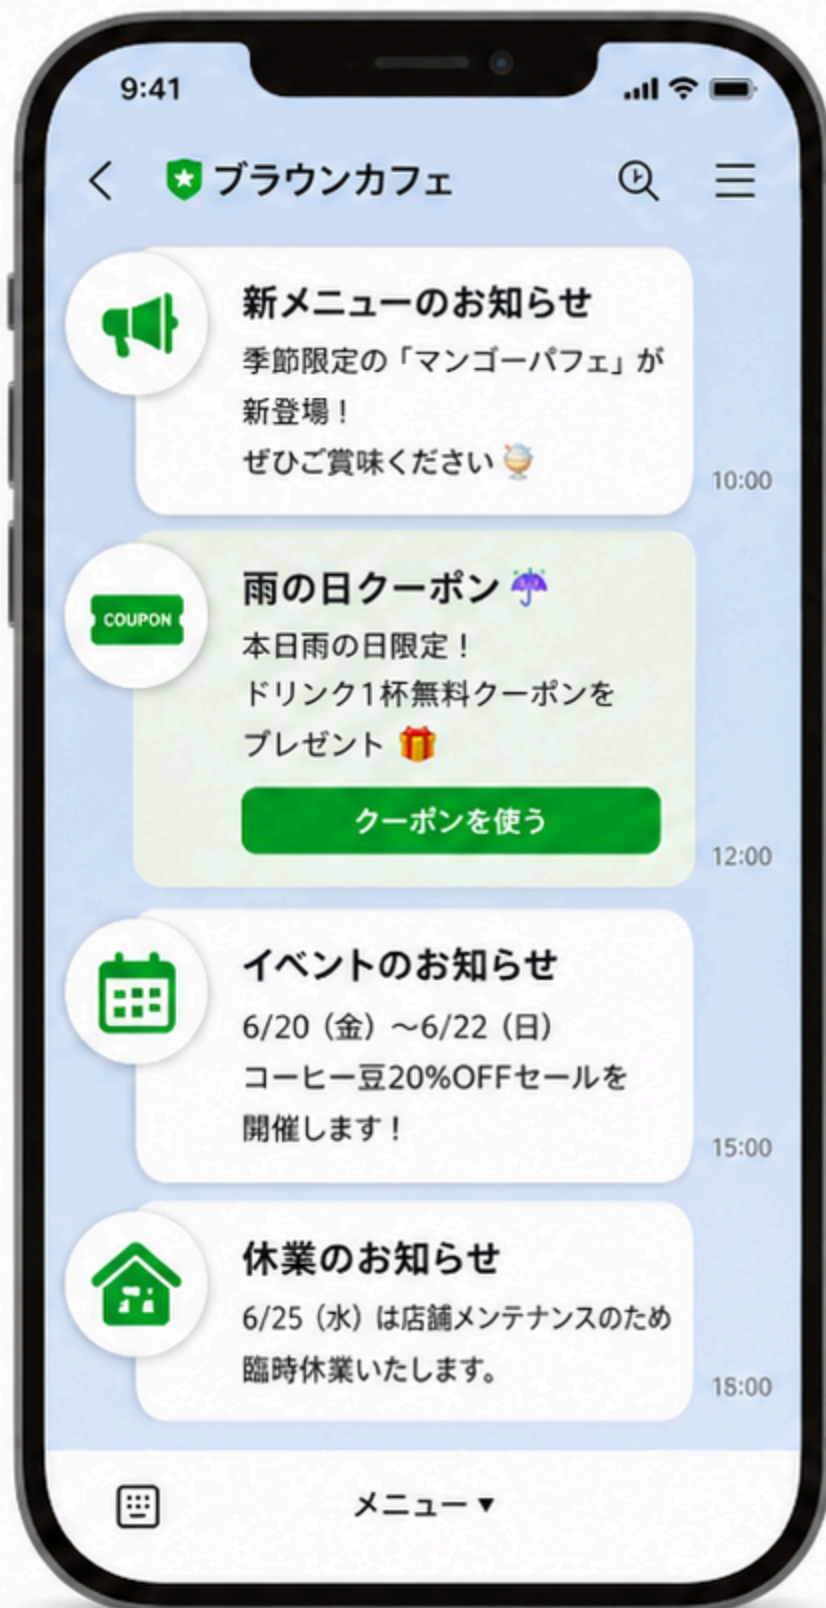 9:41
ブラウンカフェ
新メニューのお知らせ
季節限定の「マンゴーパフェ」が
新登場！
ぜひご賞味ください
10:00
雨の日クーポン
COUPON
本日雨の日限定！
ドリンク1杯無料クーポンを
プレゼント
クーポンを使う
12:00
イベントのお知らせ
6/20（金）～6/22（日）
コーヒー豆20%OFFセールを
開催します！
15:00
休業のお知らせ
6/25（水）は店舗メンテナンスのため
臨時休業いたします。
メニュー ▼